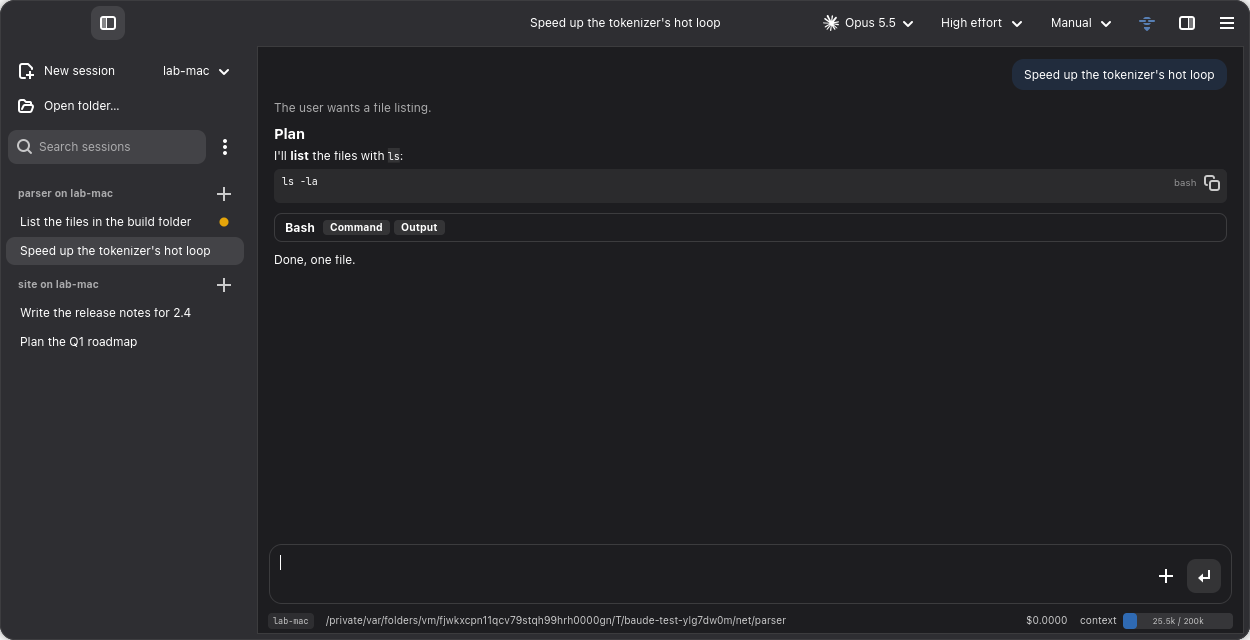 Speed up the tokenizer's hot loop
Opus 5.5
High effort
Manual
New session
lab-mac
Open folder...
Search sessions
parser on lab-mac
List the files in the build folder
Speed up the tokenizer's hot loop
site on lab-mac
Write the release notes for 2.4
Plan the Q1 roadmap
Speed up the tokenizer's hot loop
The user wants a file listing.
Plan
I'll list the files with ls:
ls -la
bash
Bash Command Output
Done, one file.
lab-mac
/private/var/folders/vm/fjwkxcpn11qcv79stqh99hrh0000gn/T/baude-test-ylg7dw0m/net/parser
$0.0000
context
25.5k / 200k